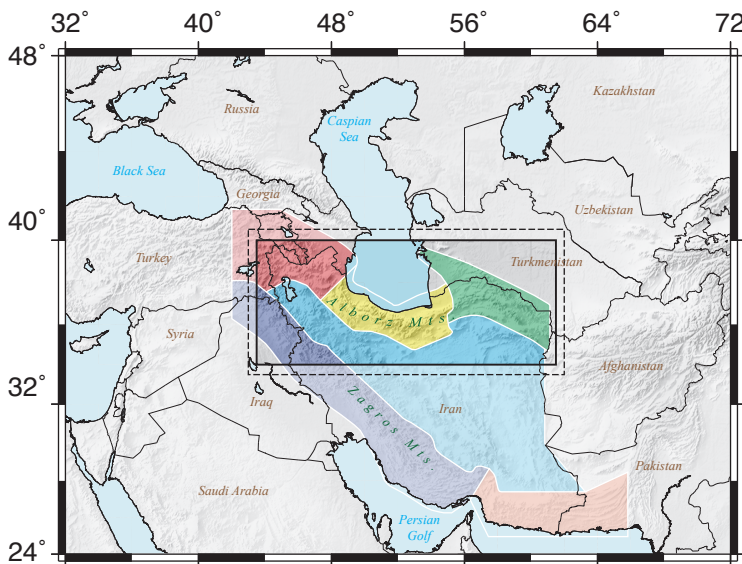 32° 40° 48° 56° 64° 72°
48°
Kazakhstan
Russia
Caspian
Sea
Black Sea
Georgia
Uzbekistan
40°
Turkey
Turkmenistan
Alborz Mts
Syria
Afghanistan
32°
Iraq
Zagros Mts
Iran
Pakistan
Saudi Arabia
Persian
Golf
24°